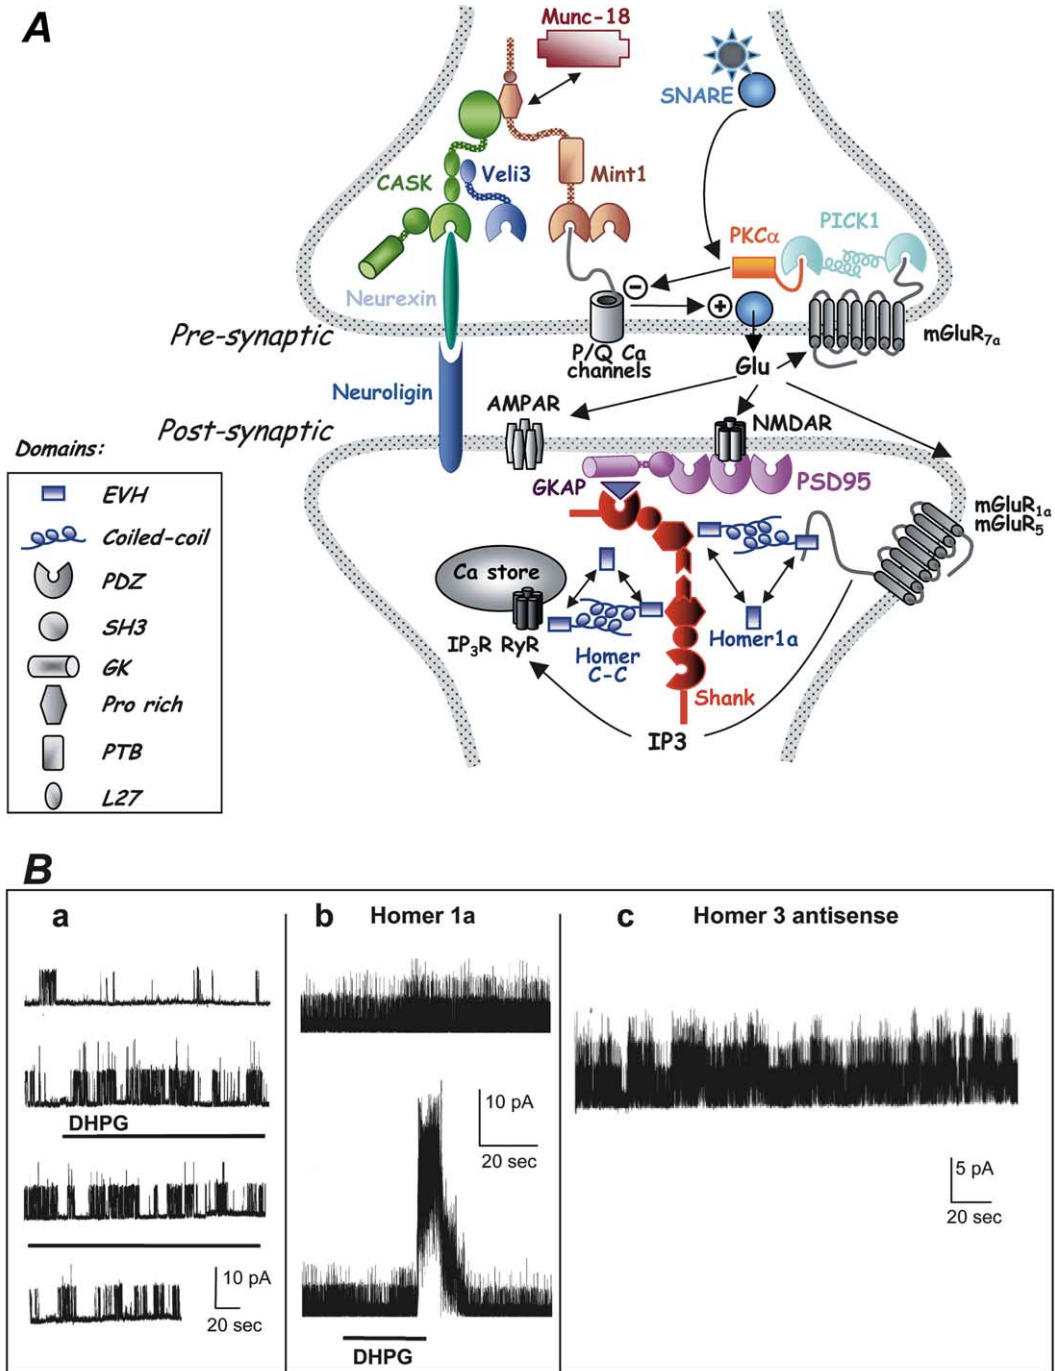 A
Munc-18
SNARE
CASK
Veli3
Mint1
PICK1
PKCα
Neurexin
−
+
Pre-synaptic
P/Q Ca
channels
Glu
mGluR7a
Neuroligin
AMPAR
NMDAR
Post-synaptic
GKAP
PSD95
mGluR1a
mGluR5
Ca store
IP3R RyR
Homer
C-C
Homer1a
Shank
IP3
Domains:
EVH
Coiled-coil
PDZ
SH3
GK
Pro rich
PTB
L27
B
a
DHPG
10 pA
20 sec
b Homer 1a
10 pA
20 sec
DHPG
c Homer 3 antisense
5 pA
20 sec